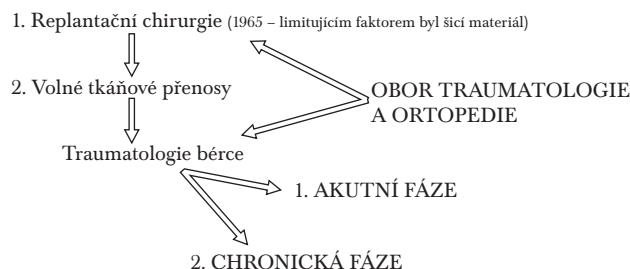 1. Replantační chirurgie (1965 – limitujícím faktorem byl šicí materiál)
2. Volné tkáňové přenosy
OBOR TRAUMATOLOGIE
A ORTOPEDIE
Traumatologie bérce
1. AKUTNÍ FÁZE
2. CHRONICKÁ FÁZE